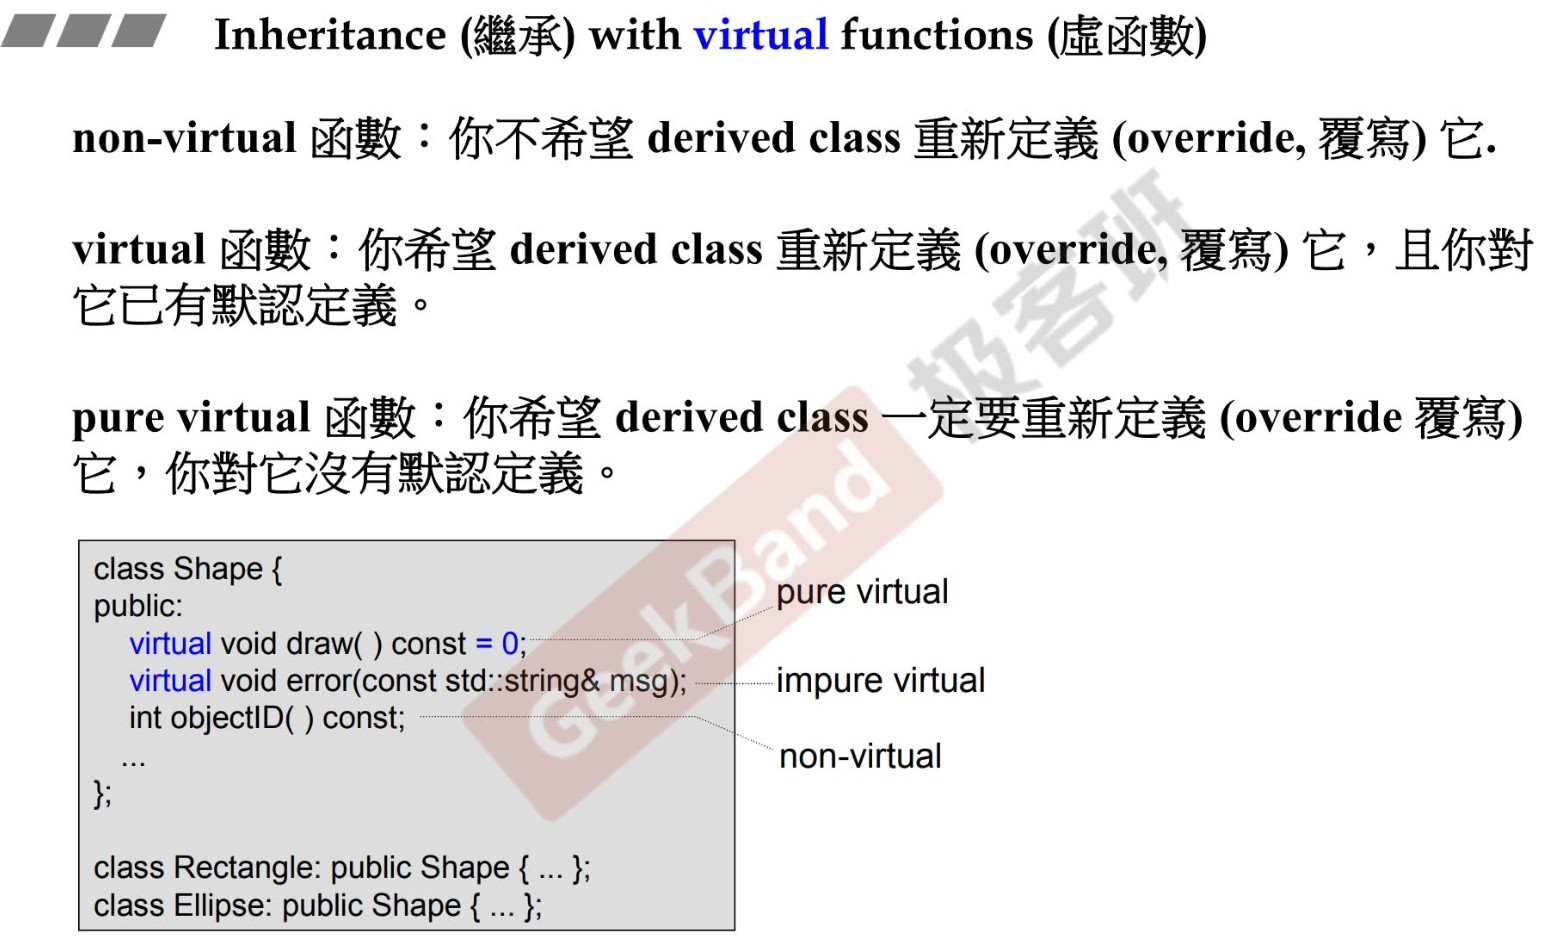 Inheritance (繼承) with virtual functions (虛函數)
non-virtual 函數：你不希望 derived class 重新定義 (override, 覆寫) 它.
virtual 函數：你希望 derived class 重新定義 (override, 覆寫) 它，且你對
它已有默認定義。
pure virtual 函數：你希望 derived class 一定要重新定義 (override 覆寫)
它，你對它沒有默認定義。
class Shape {
public:
virtual void draw( ) const = 0;
pure virtual
virtual void error(const std::string& msg);
impure virtual
int objectID( ) const;
non-virtual
...
};
class Rectangle: public Shape { ... };
class Ellipse: public Shape { ... };
GeekBand 极客班